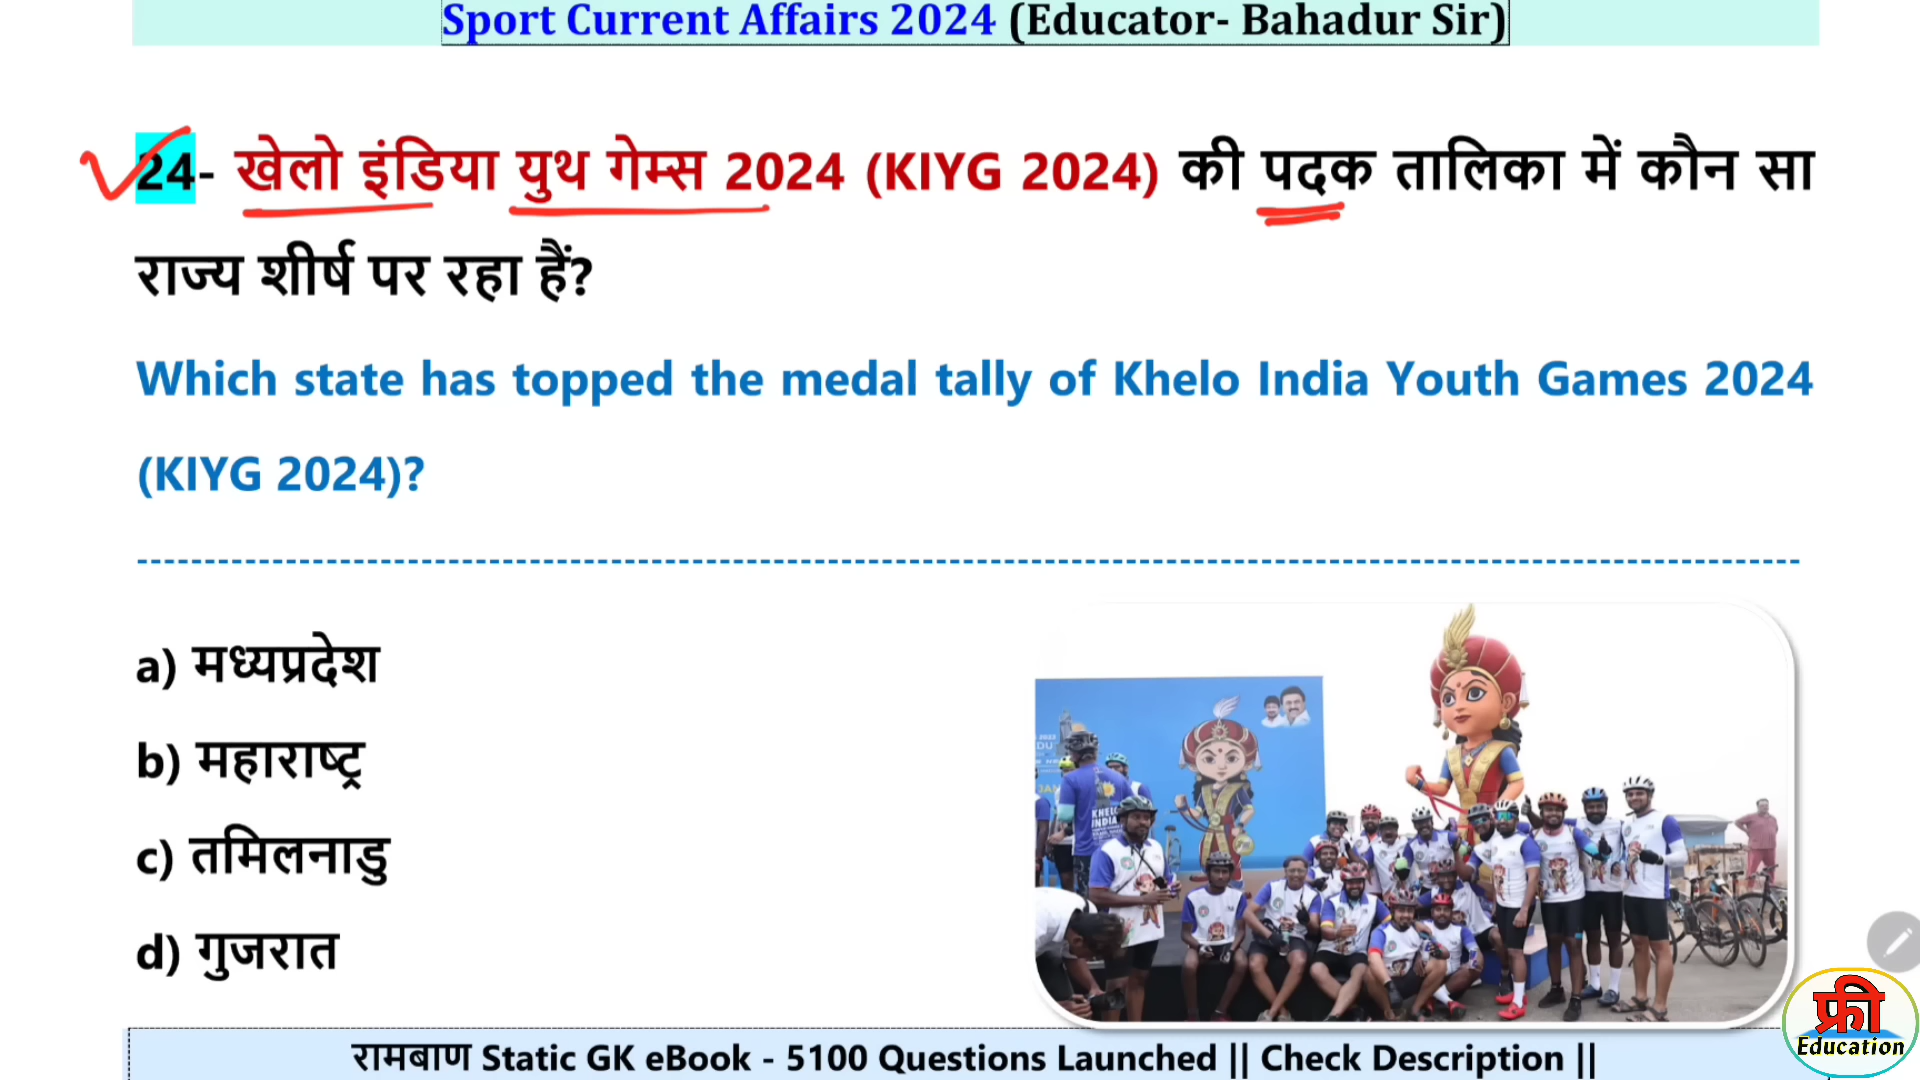 Sport Current Affairs 2024 (Educator- Bahadur Sir)
24- खेलो इंडिया युथ गेम्स 2024 (KIYG 2024) की पदक तालिका में कौन सा
राज्य शीर्ष पर रहा हैं?
Which state has topped the medal tally of Khelo India Youth Games 2024
(KIYG 2024)?
a) मध्यप्रदेश
b) महाराष्ट्र
c) तमिलनाडु
d) गुजरात
KHELO
INDIA
फ्री
Education
रामबाण Static GK eBook - 5100 Questions Launched || Check Description ||